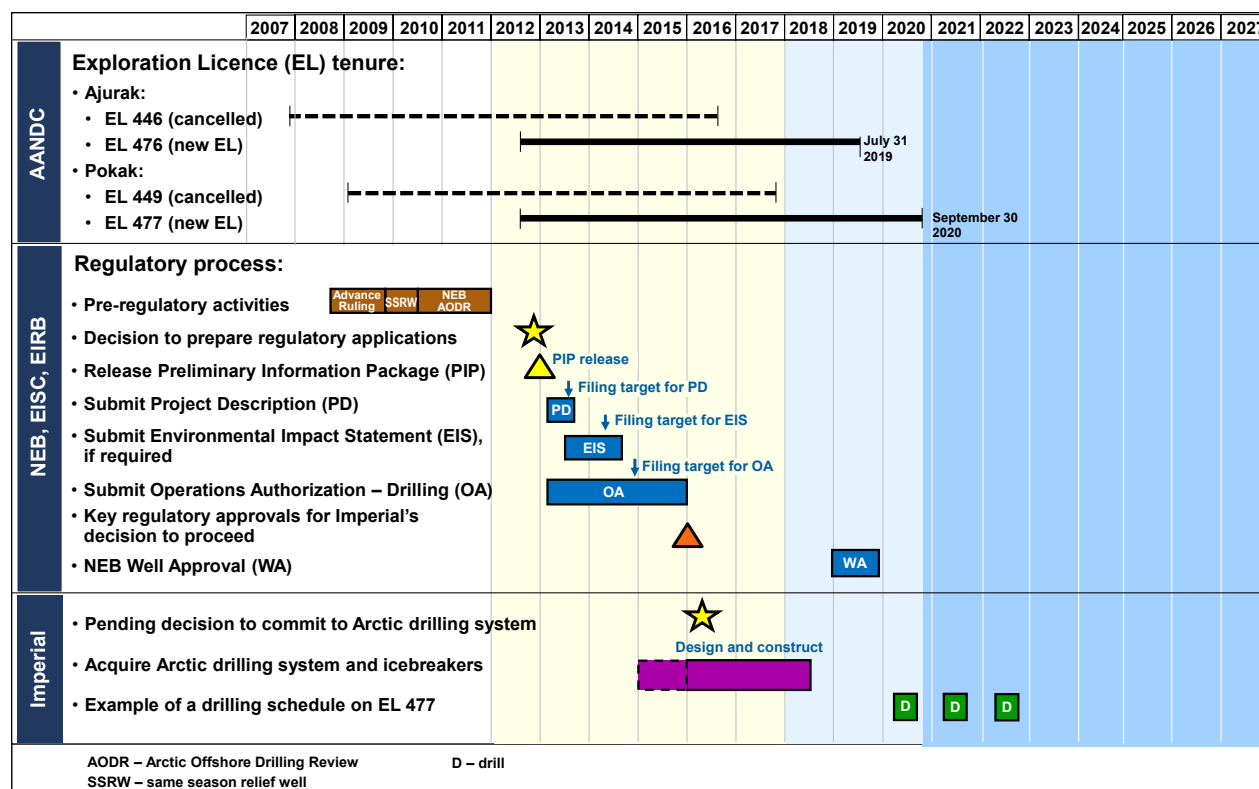 2007 2008 2009 2010 2011 2012 2013 2014 2015 2016 2017 2018 2019 2020 2021 2022 2023 2024 2025 2026 2027
AANDC
Exploration Licence (EL) tenure:
• Ajurak:
• EL 446 (cancelled)
• EL 476 (new EL)
July 31
2019
• Pokak:
• EL 449 (cancelled)
• EL 477 (new EL)
September 30
2020
NEB, EISC, EIRB
Regulatory process:
• Pre-regulatory activities
Advance
Ruling
SSRW
NEB
AODR
• Decision to prepare regulatory applications
• Release Preliminary Information Package (PIP)
PIP release
Filing target for PD
• Submit Project Description (PD)
PD
Filing target for EIS
• Submit Environmental Impact Statement (EIS),
if required
EIS
Filing target for OA
• Submit Operations Authorization – Drilling (OA)
OA
• Key regulatory approvals for Imperial's
decision to proceed
• NEB Well Approval (WA)
WA
Imperial
• Pending decision to commit to Arctic drilling system
Design and construct
• Acquire Arctic drilling system and icebreakers
• Example of a drilling schedule on EL 477
D D D
AODR – Arctic Offshore Drilling Review
D – drill
SSRW – same season relief well